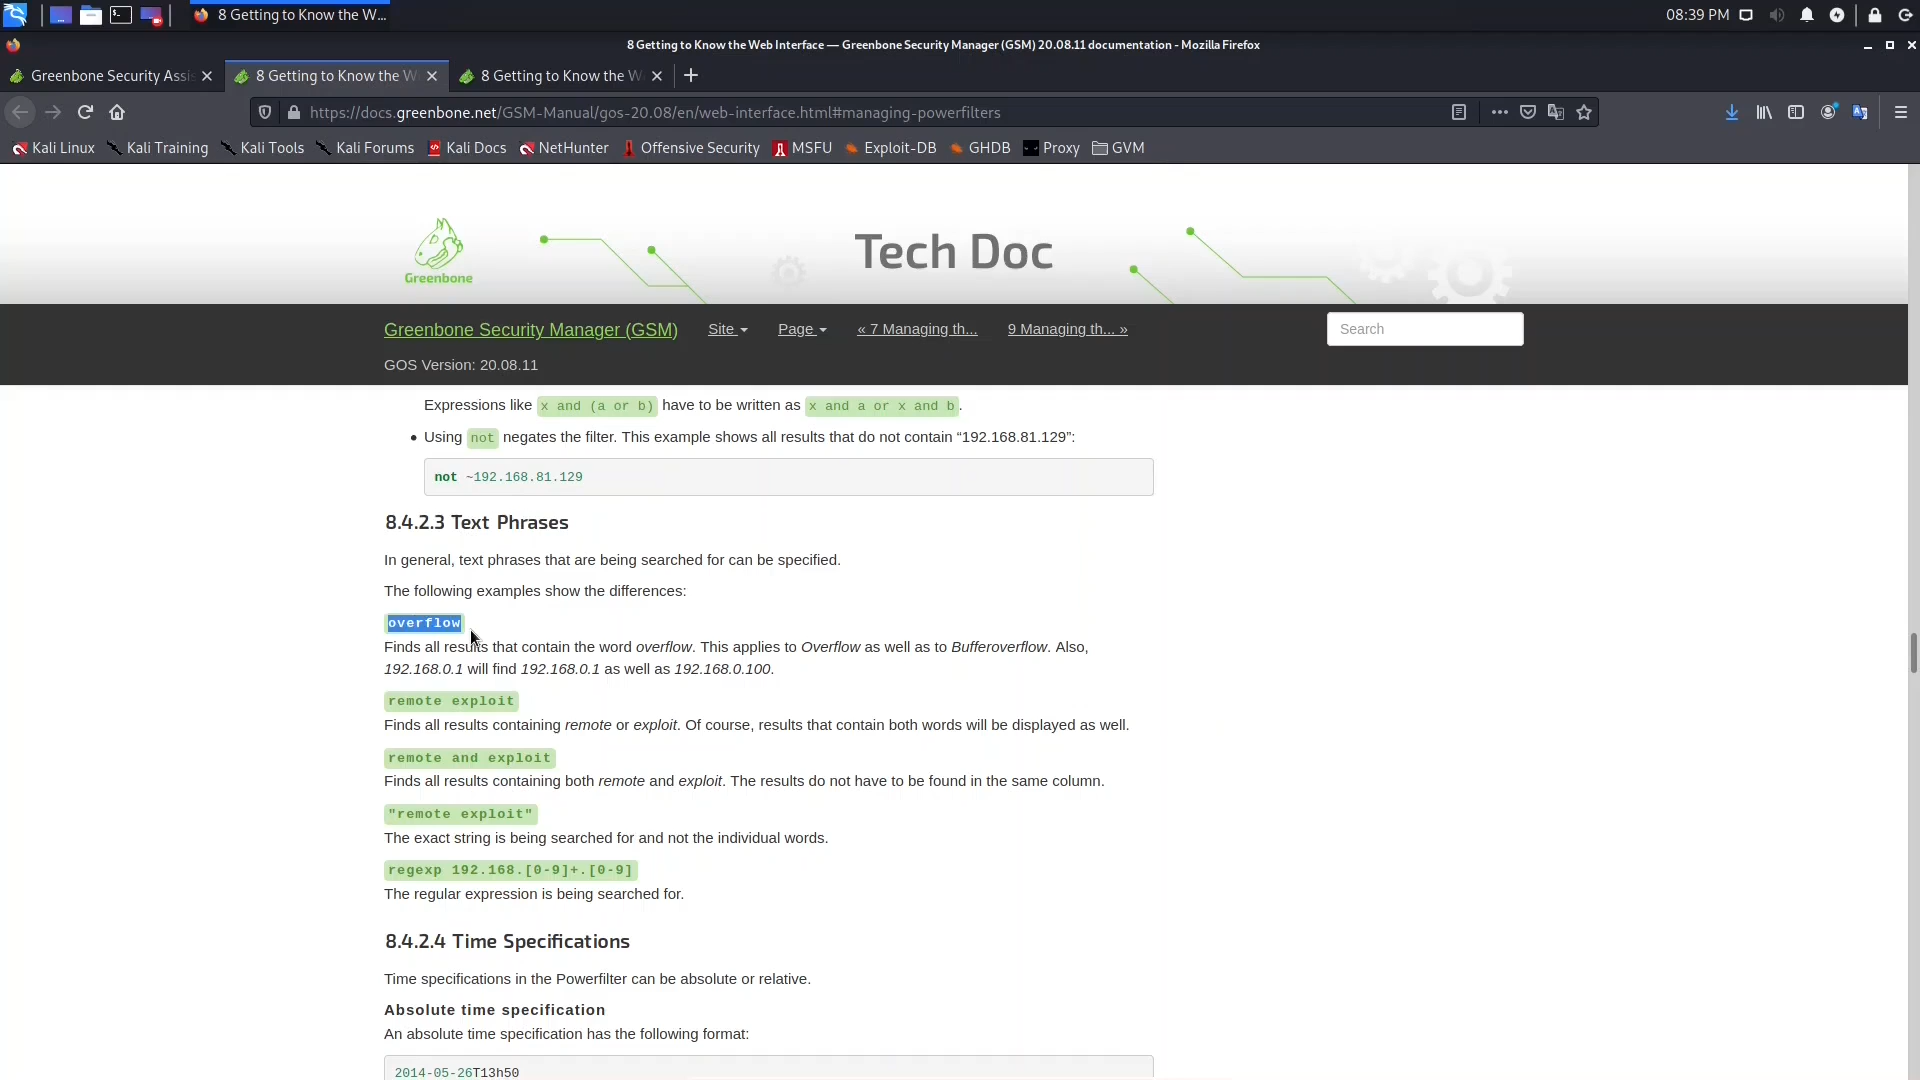 8 Getting to Know the W...
08:39 PM
8 Getting to Know the Web Interface — Greenbone Security Manager (GSM) 20.08.11 documentation - Mozilla Firefox
Greenbone Security Assis
8 Getting to Know the W
8 Getting to Know the W
https://docs.greenbone.net/GSM-Manual/gos-20.08/en/web-interface.html#managing-powerfilters
Kali Linux
Kali Training
Kali Tools
Kali Forums
Kali Docs
NetHunter
Offensive Security
MSFU
Exploit-DB
GHDB
Proxy
GVM
Greenbone
Tech Doc
Greenbone Security Manager (GSM)
Site
Page
« 7 Managing th...
9 Managing th... »
Search
GOS Version: 20.08.11
Expressions like x and (a or b) have to be written as x and a or x and b.
• Using not negates the filter. This example shows all results that do not contain “192.168.81.129”:
not ~192.168.81.129
8.4.2.3 Text Phrases
In general, text phrases that are being searched for can be specified.
The following examples show the differences:
overflow
Finds all results that contain the word overflow. This applies to Overflow as well as to Bufferoverflow. Also,
192.168.0.1 will find 192.168.0.1 as well as 192.168.0.100.
remote exploit
Finds all results containing remote or exploit. Of course, results that contain both words will be displayed as well.
remote and exploit
Finds all results containing both remote and exploit. The results do not have to be found in the same column.
"remote exploit"
The exact string is being searched for and not the individual words.
regexp 192.168.[0-9]+.[0-9]
The regular expression is being searched for.
8.4.2.4 Time Specifications
Time specifications in the Powerfilter can be absolute or relative.
Absolute time specification
An absolute time specification has the following format:
2014-05-26T13h50